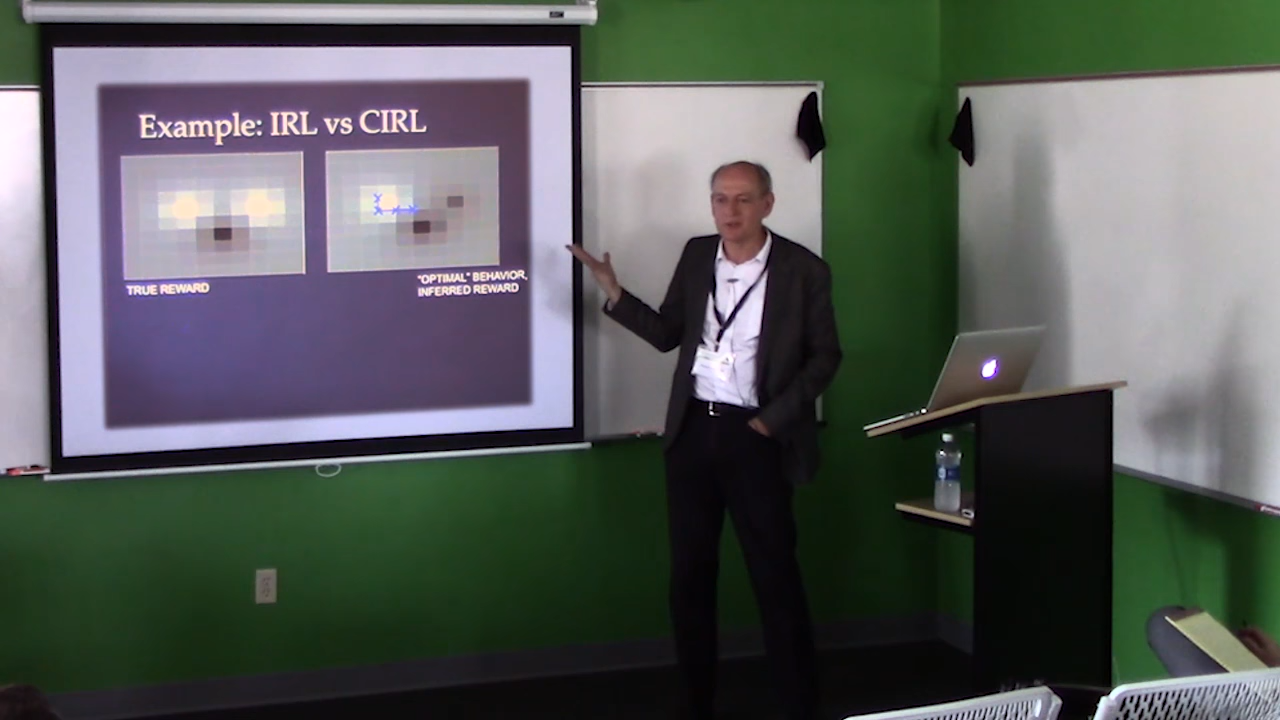 Example: IRL vs CIRL
TRUE REWARD
"OPTIMAL" BEHAVIOR,
INFERRED REWARD